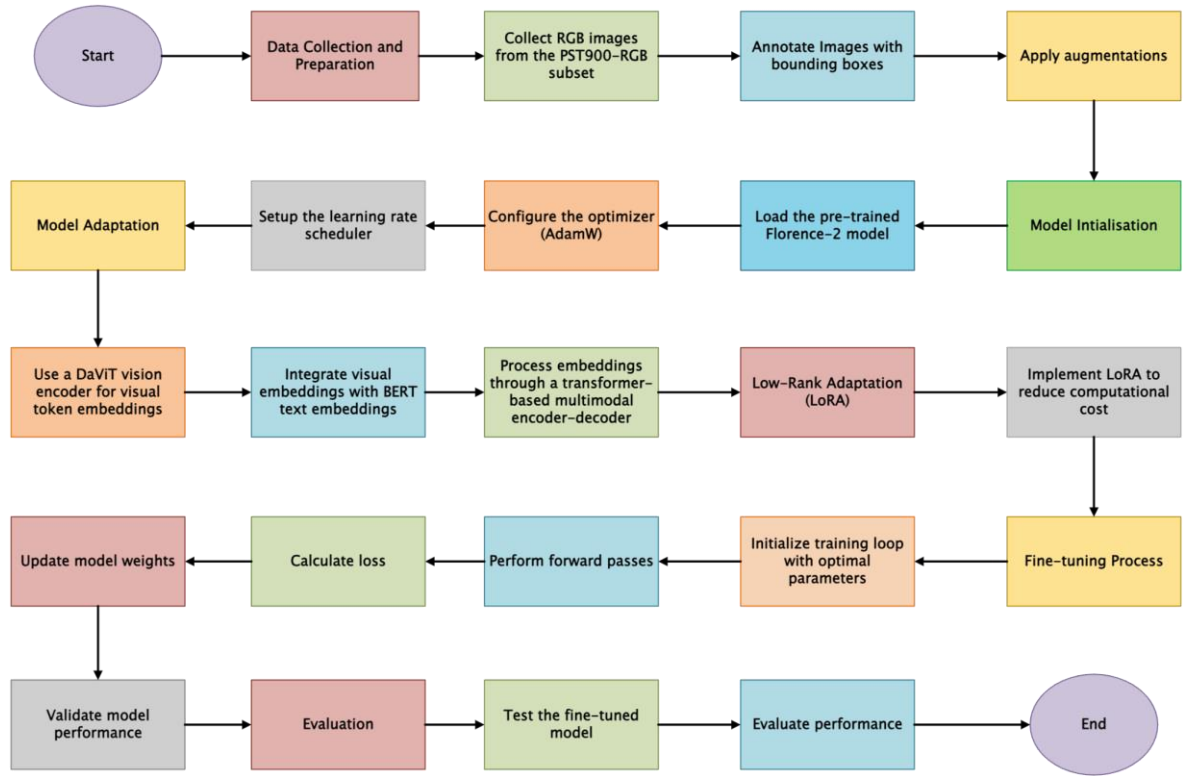 Start
Data Collection and
Preparation
Collect RGB images
from the PST900-RGB
subset
Annotate Images with
bounding boxes
Apply augmentations
Model Adaptation
Setup the learning rate
scheduler
Configure the optimizer
(AdamW)
Load the pre-trained
Florence-2 model
Model Intialisation
Use a DaViT vision
encoder for visual
token embeddings
Integrate visual
embeddings with BERT
text embeddings
Process embeddings
through a transformer-
based multimodal
encoder-decoder
Low-Rank Adaptation
(LoRA)
Implement LoRA to
reduce computational
cost
Update model weights
Calculate loss
Perform forward passes
Initialize training loop
with optimal
parameters
Fine-tuning Process
Validate model
performance
Evaluation
Test the fine-tuned
model
Evaluate performance
End